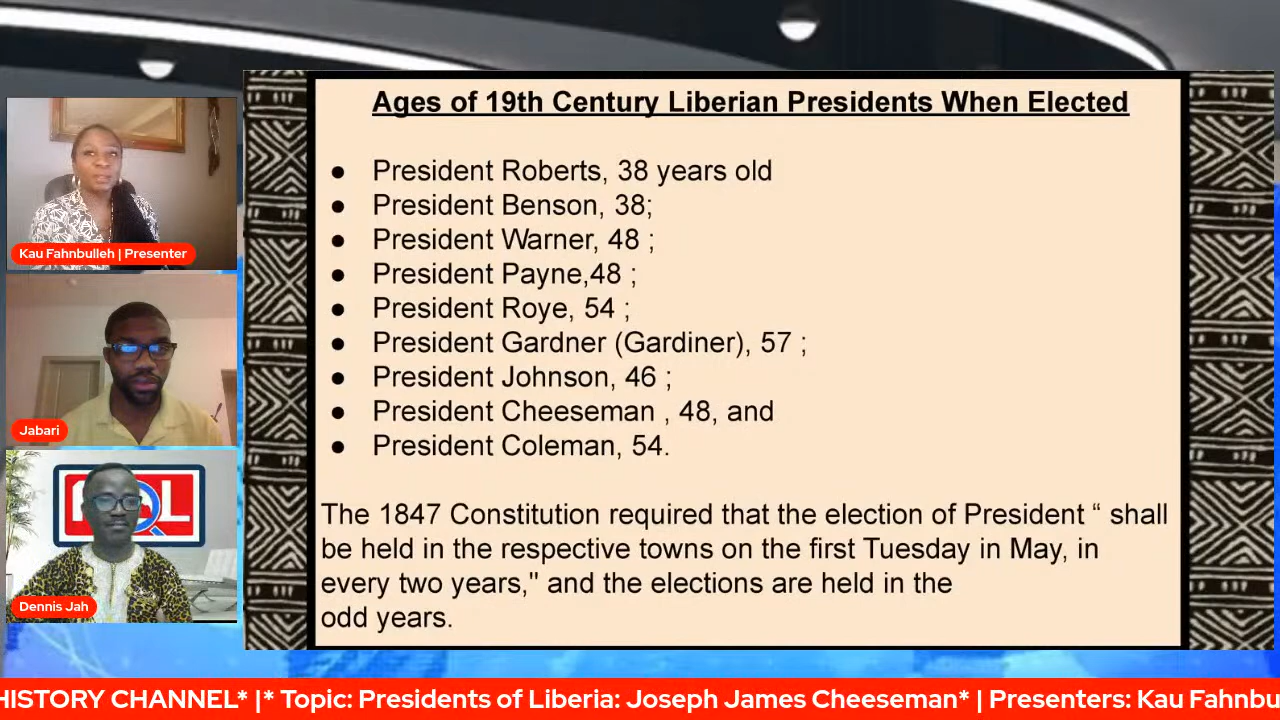 Ages of 19th Century Liberian Presidents When Elected
● President Roberts, 38 years old
● President Benson, 38;
● President Warner, 48 ;
● President Payne,48 ;
● President Roye, 54 ;
● President Gardner (Gardiner), 57 ;
● President Johnson, 46 ;
● President Cheeseman , 48, and
● President Coleman, 54.
The 1847 Constitution required that the election of President “ shall
be held in the respective towns on the first Tuesday in May, in
every two years," and the elections are held in the
odd years.
Kau Fahnbulleh | Presenter
Jabari
Dennis Jah
HISTORY CHANNEL* |* Topic: Presidents of Liberia: Joseph James Cheeseman* | Presenters: Kau Fahnbu